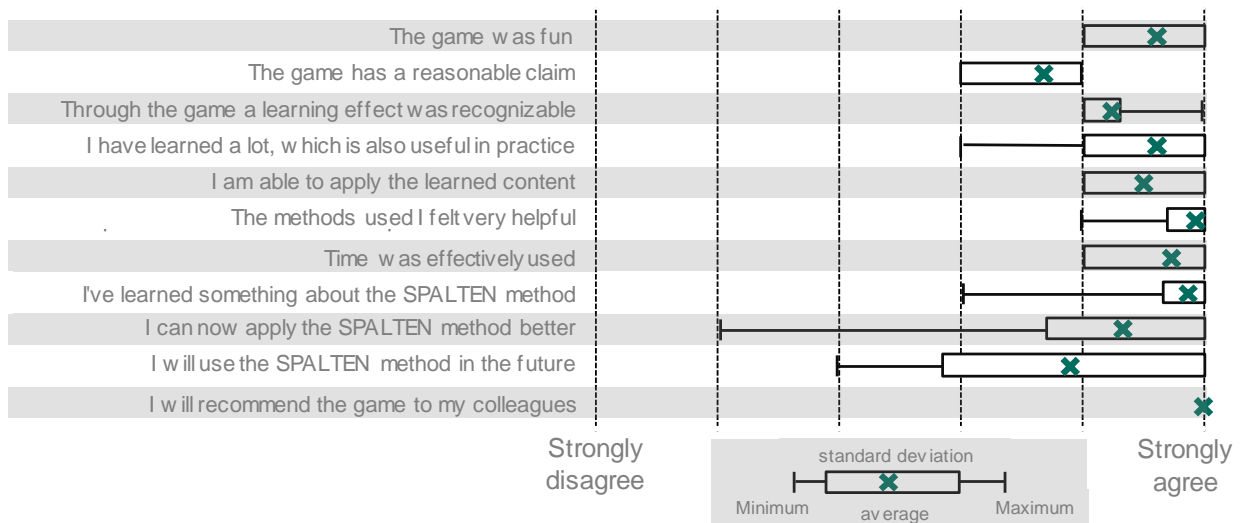 The game was fun
The game has a reasonable claim
Through the game a learning effect was recognizable
I have learned a lot, which is also useful in practice
I am able to apply the learned content
The methods used I felt very helpful
Time was effectively used
I've learned something about the SPALTEN method
I can now apply the SPALTEN method better
I will use the SPALTEN method in the future
I will recommend the game to my colleagues
Strongly
disagree
standard deviation
Minimum
Maximum
average
Strongly
agree